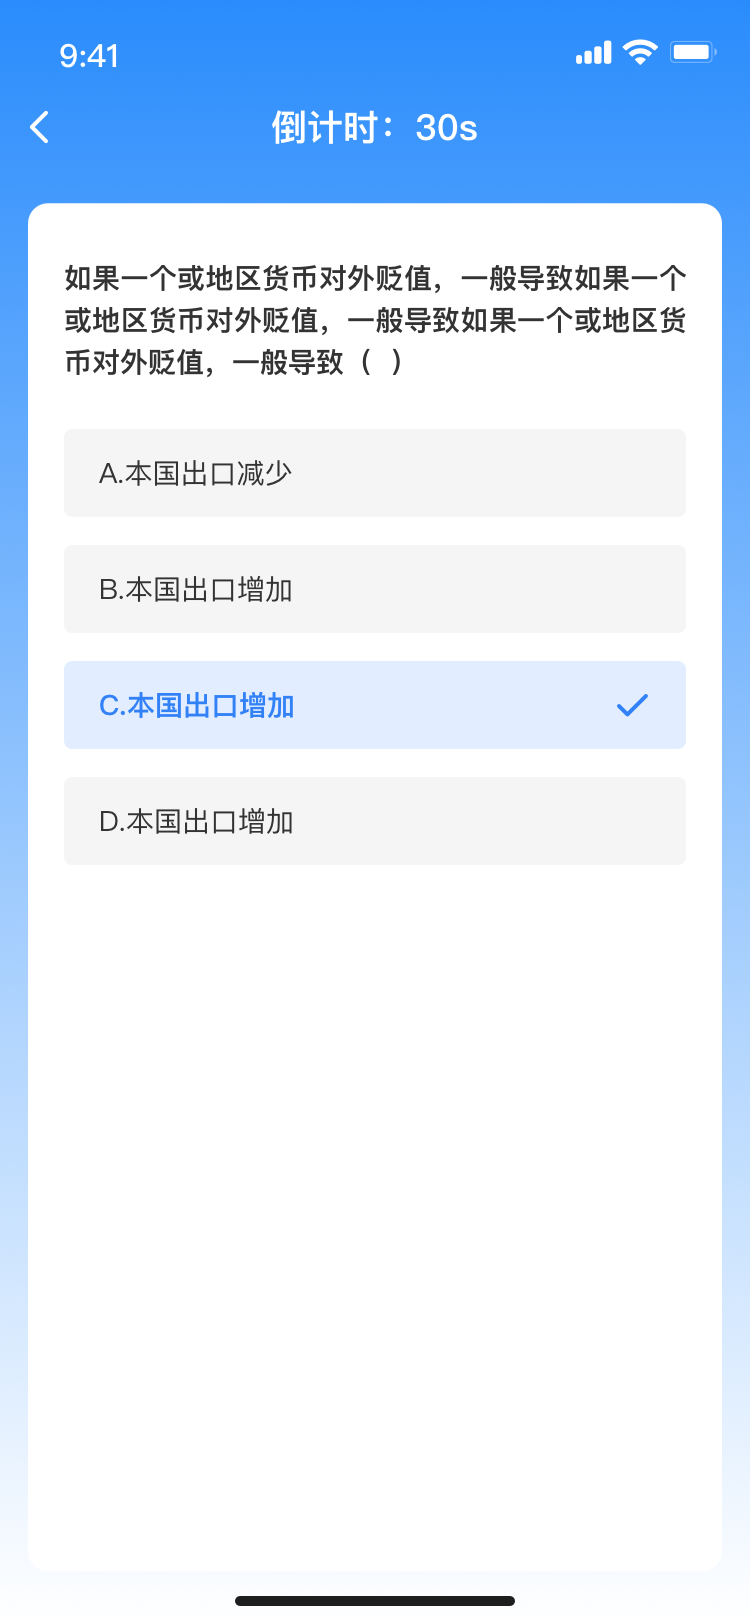 9:41
倒计时：30s
如果一个或地区货币对外贬值，一般导致如果一个
或地区货币对外贬值，一般导致如果一个或地区货
币对外贬值，一般导致（ ）
A.本国出口减少
B.本国出口增加
C.本国出口增加
D.本国出口增加